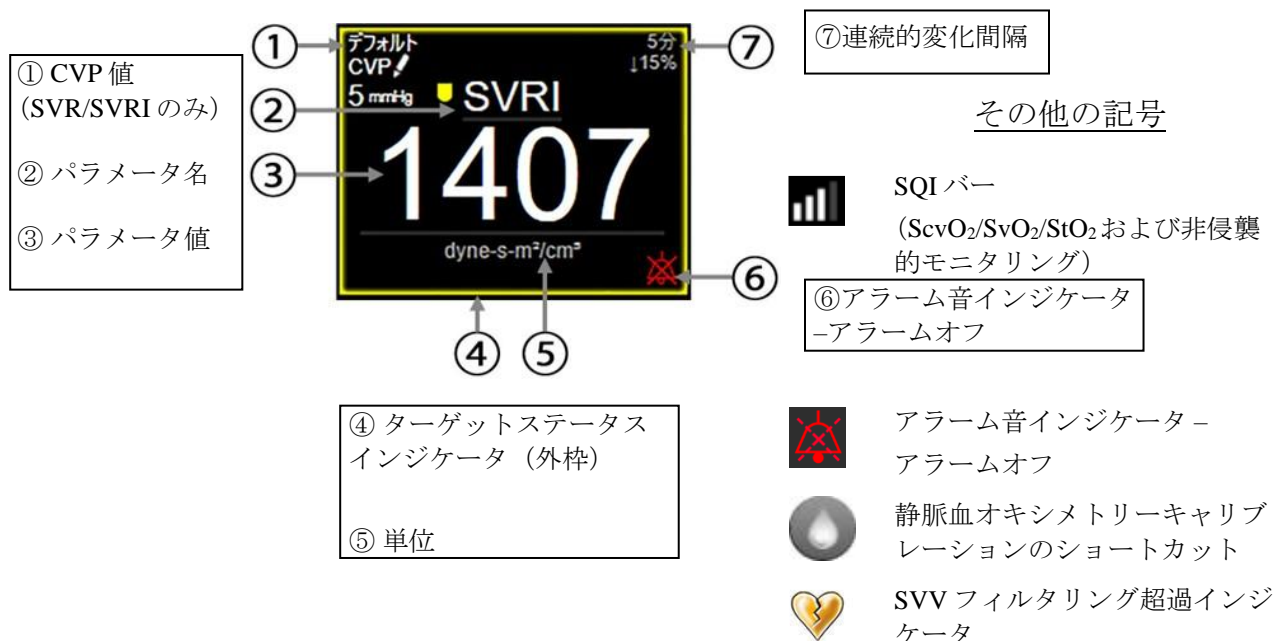 ① CVP 値
（SVR/SVRI のみ）
② パラメータ名
③ パラメータ値
①
②
③
デフォルト
CVP
5 mmHg
5分
↓15%
SVRI
1407
dyne-s-m²/cm⁵
⑦
⑥
④
⑤
④ ターゲットステータス
インジケータ（外枠）
⑤ 単位
⑦連続的変化間隔
その他の記号
SQI バー
（ScvO₂/SvO₂/StO₂ および非侵襲
的モニタリング）
⑥アラーム音インジケータ
–アラームオフ
アラーム音インジケータ –
アラームオフ
静脈血オキシメトリーキャリブ
レーションのショートカット
SVV フィルタリング超過インジ
ケータ